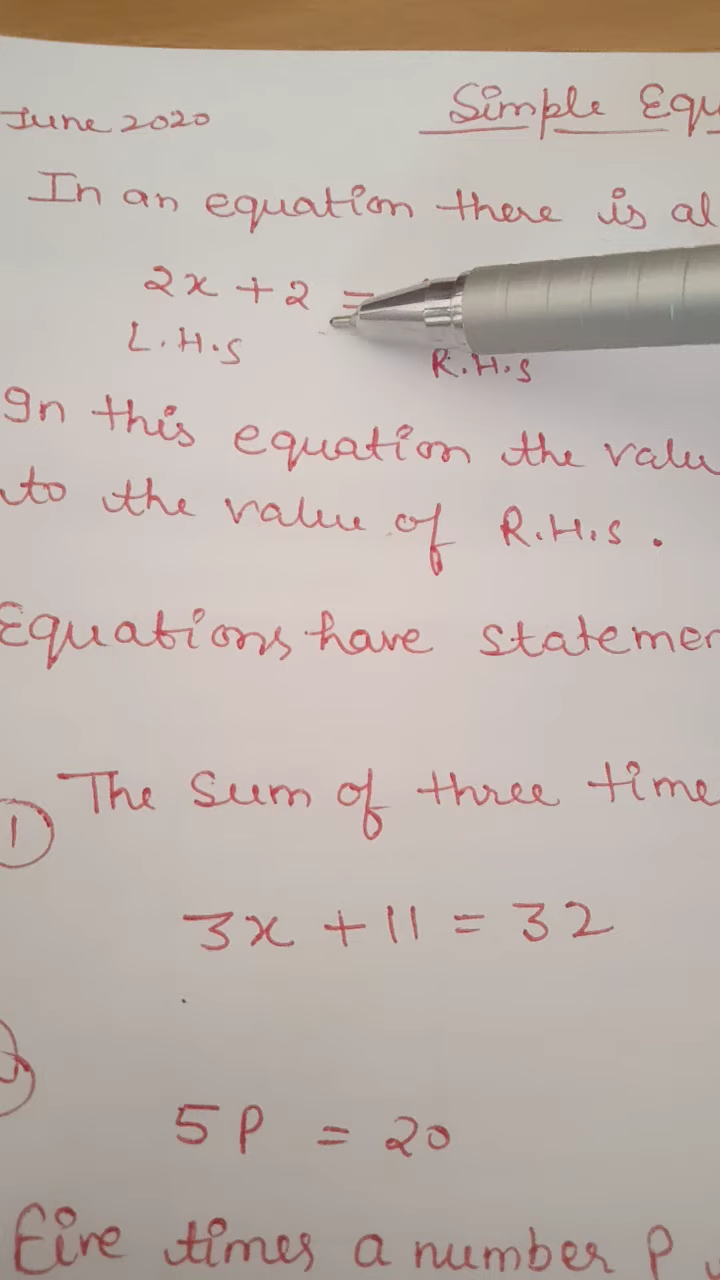 June 2020
Simple Equ
In an equation there is al
2x + 2 =
L.H.S
R.H.S
In this equation the value
to the value of R.H.S.
Equations have statemen
1 The sum of three time
3x + 11 = 32
5P = 20
Five times a number P